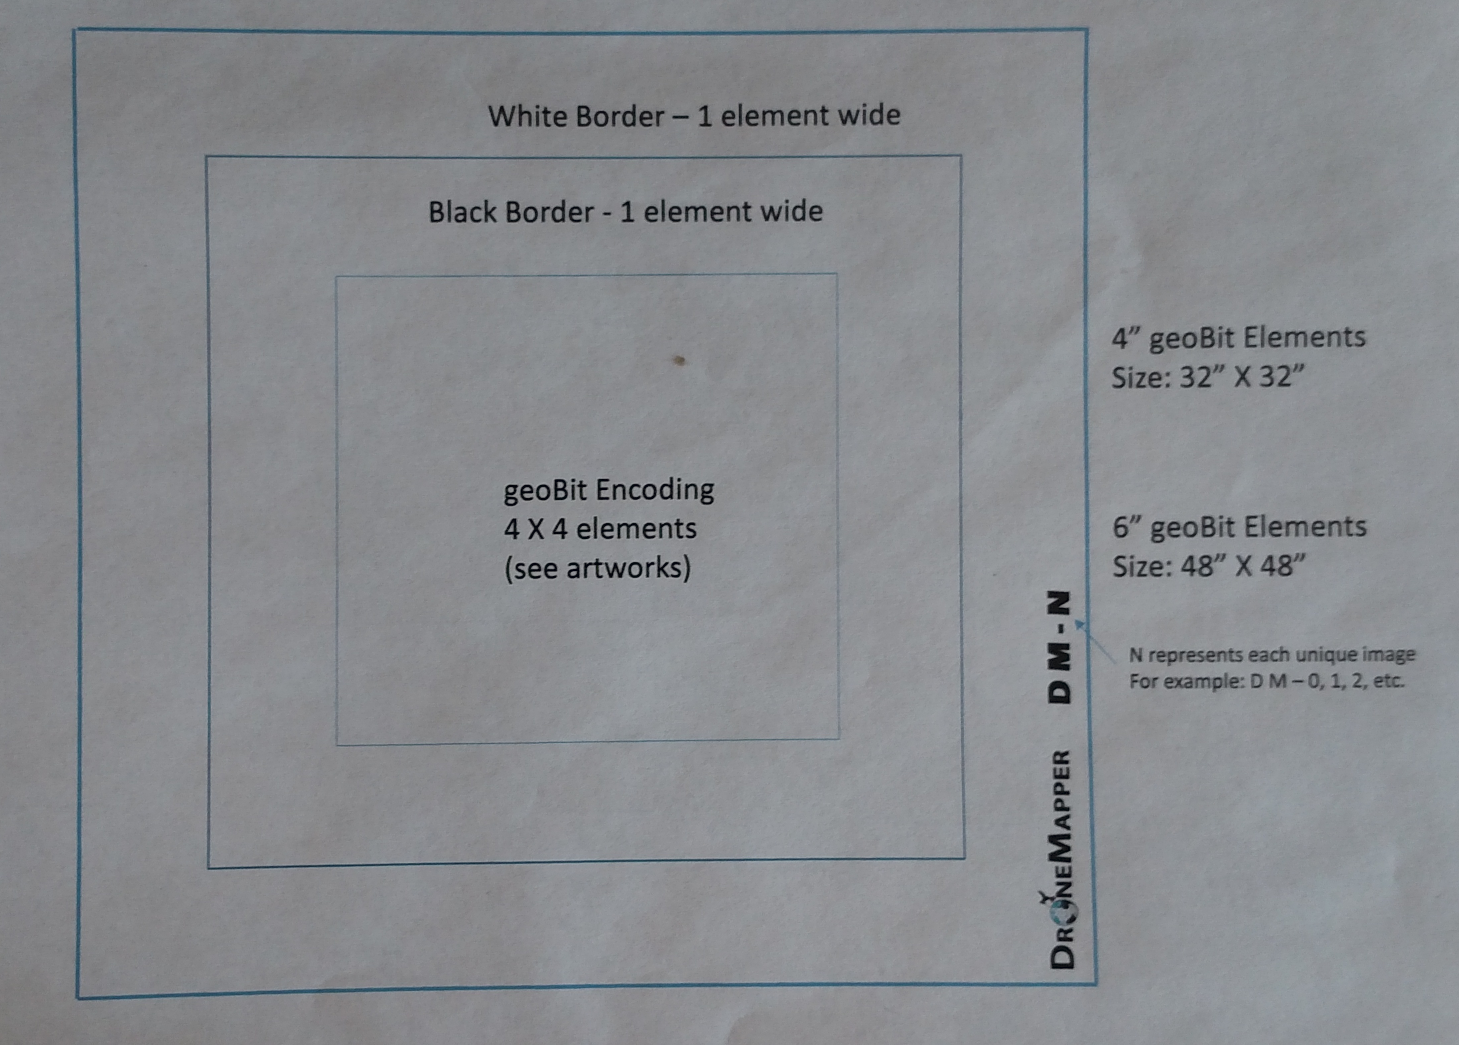 White Border – 1 element wide
Black Border - 1 element wide
4” geoBit Elements
Size: 32” X 32”
geoBit Encoding
4 X 4 elements
(see artworks)
6” geoBit Elements
Size: 48” X 48”
N represents each unique image
For example: D M – 0, 1, 2, etc.
DRONEMAPPER D M - N